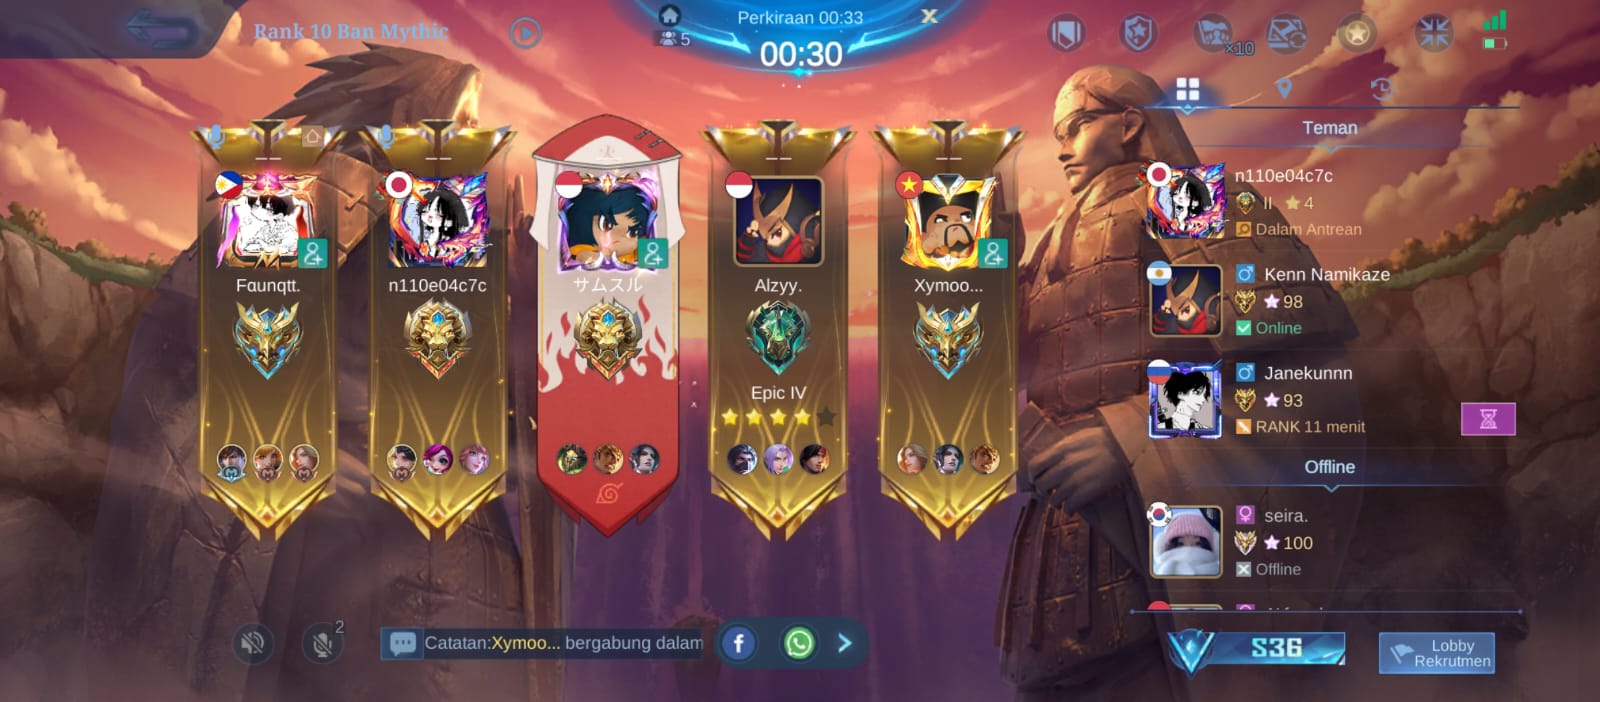 Rank 10 Ban Mythic
5
Perkiraan 00:33
X
00:30
×10
Teman
Faunqtt.
n110e04c7c
サムスル
Alzyy.
Epic IV
Xymoo...
n110e04c7c
II 4
Dalam Antrean
Kenn Namikaze
98
Online
Janekunnn
93
RANK 11 menit
Offline
seira.
100
Offline
2
Catatan:Xymoo... bergabung dalam
S36
Lobby
Rekrutmen